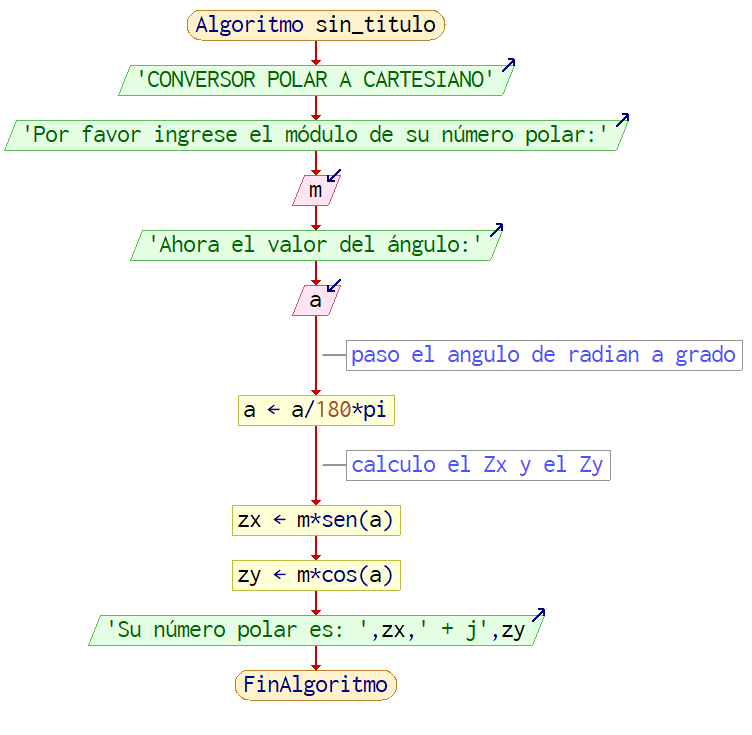 Algoritmo sin_titulo
'CONVERSOR POLAR A CARTESIANO'
'Por favor ingrese el módulo de su número polar:'
m
'Ahora el valor del ángulo:'
a
paso el angulo de radian a grado
a ← a/180*pi
calculo el Zx y el Zy
zx ← m*sen(a)
zy ← m*cos(a)
'Su número polar es: ',zx,' + j',zy
FinAlgoritmo